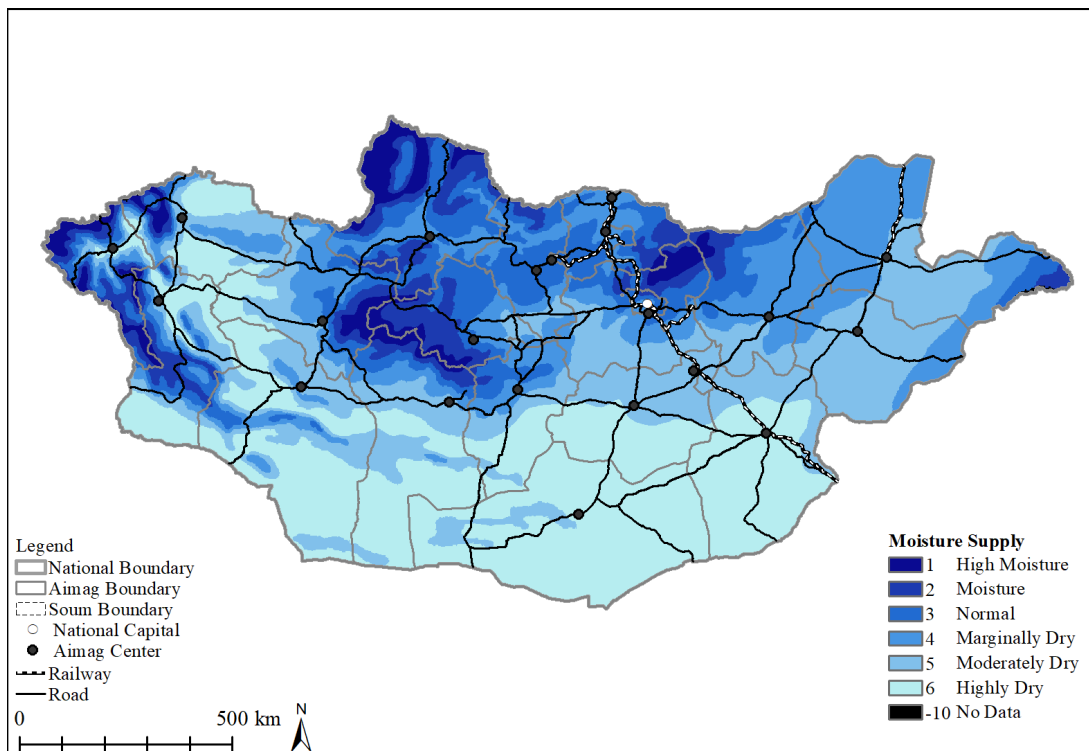 Legend
National Boundary
Aimag Boundary
Soum Boundary
National Capital
Aimag Center
Railway
Road
0 500 km
N
Moisture Supply
1 High Moisture
2 Moisture
3 Normal
4 Marginally Dry
5 Moderately Dry
6 Highly Dry
-10 No Data